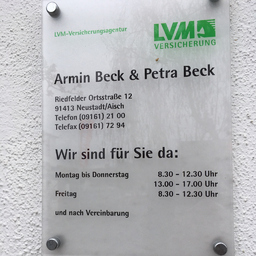 LVM-Versicherungsagentur
LVM
VERSICHERUNG
Armin Beck & Petra Beck
Riedfelder Ortsstraße 12
91413 Neustadt/Aisch
Telefon (09161) 21 00
Telefax (09161) 72 94
Wir sind für Sie da:
Montag bis Donnerstag 8.30 - 12.30 Uhr
13.00 - 17.00 Uhr
Freitag 8.30 - 12.30 Uhr
und nach Vereinbarung